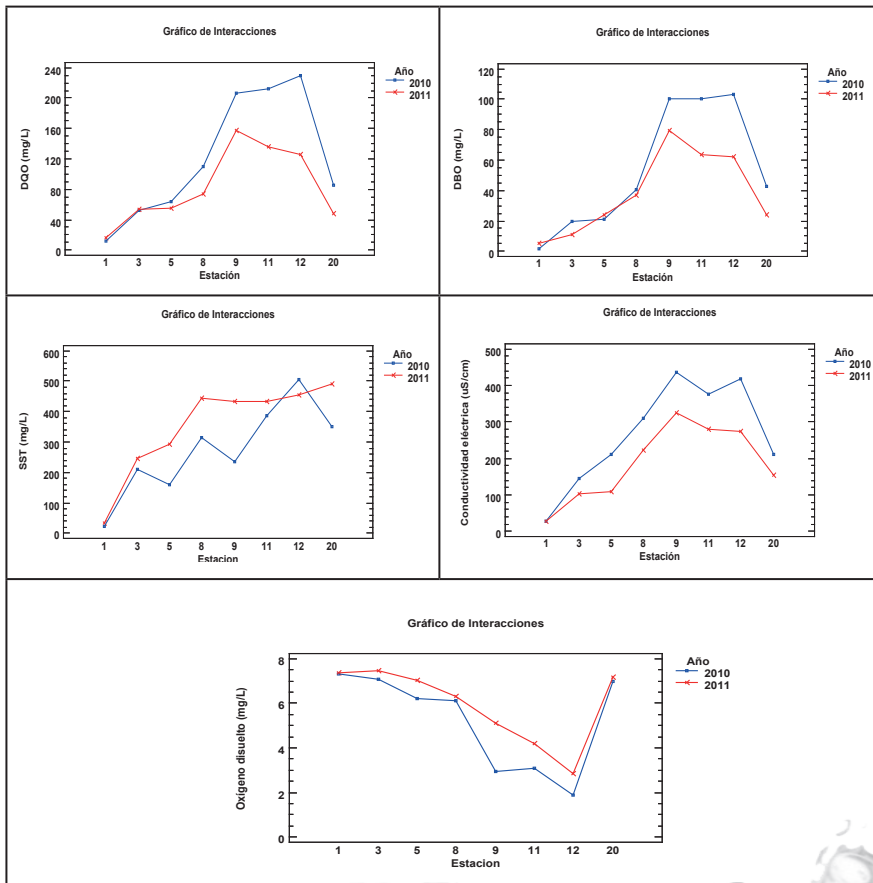 Gráfico de Interacciones
DQO (mg/L)
240
200
160
120
80
40
0
1 3 5 8 9 11 12 20
Estación
Año
2010
2011
Gráfico de Interacciones
DBO (mg/L)
120
100
80
60
40
20
0
1 3 5 8 9 11 12 20
Estación
Año
2010
2011
Gráfico de Interacciones
SST (mg/L)
600
500
400
300
200
100
0
1 3 5 8 9 11 12 20
Estacion
Año
2010
2011
Gráfico de Interacciones
Conductividad eléctrica (uS/cm)
500
400
300
200
100
0
1 3 5 8 9 11 12 20
Estación
Año
2010
2011
Gráfico de Interacciones
Oxigeno disuelto (mg/L)
8
6
4
2
0
1 3 5 8 9 11 12 20
Estacion
Año
2010
2011